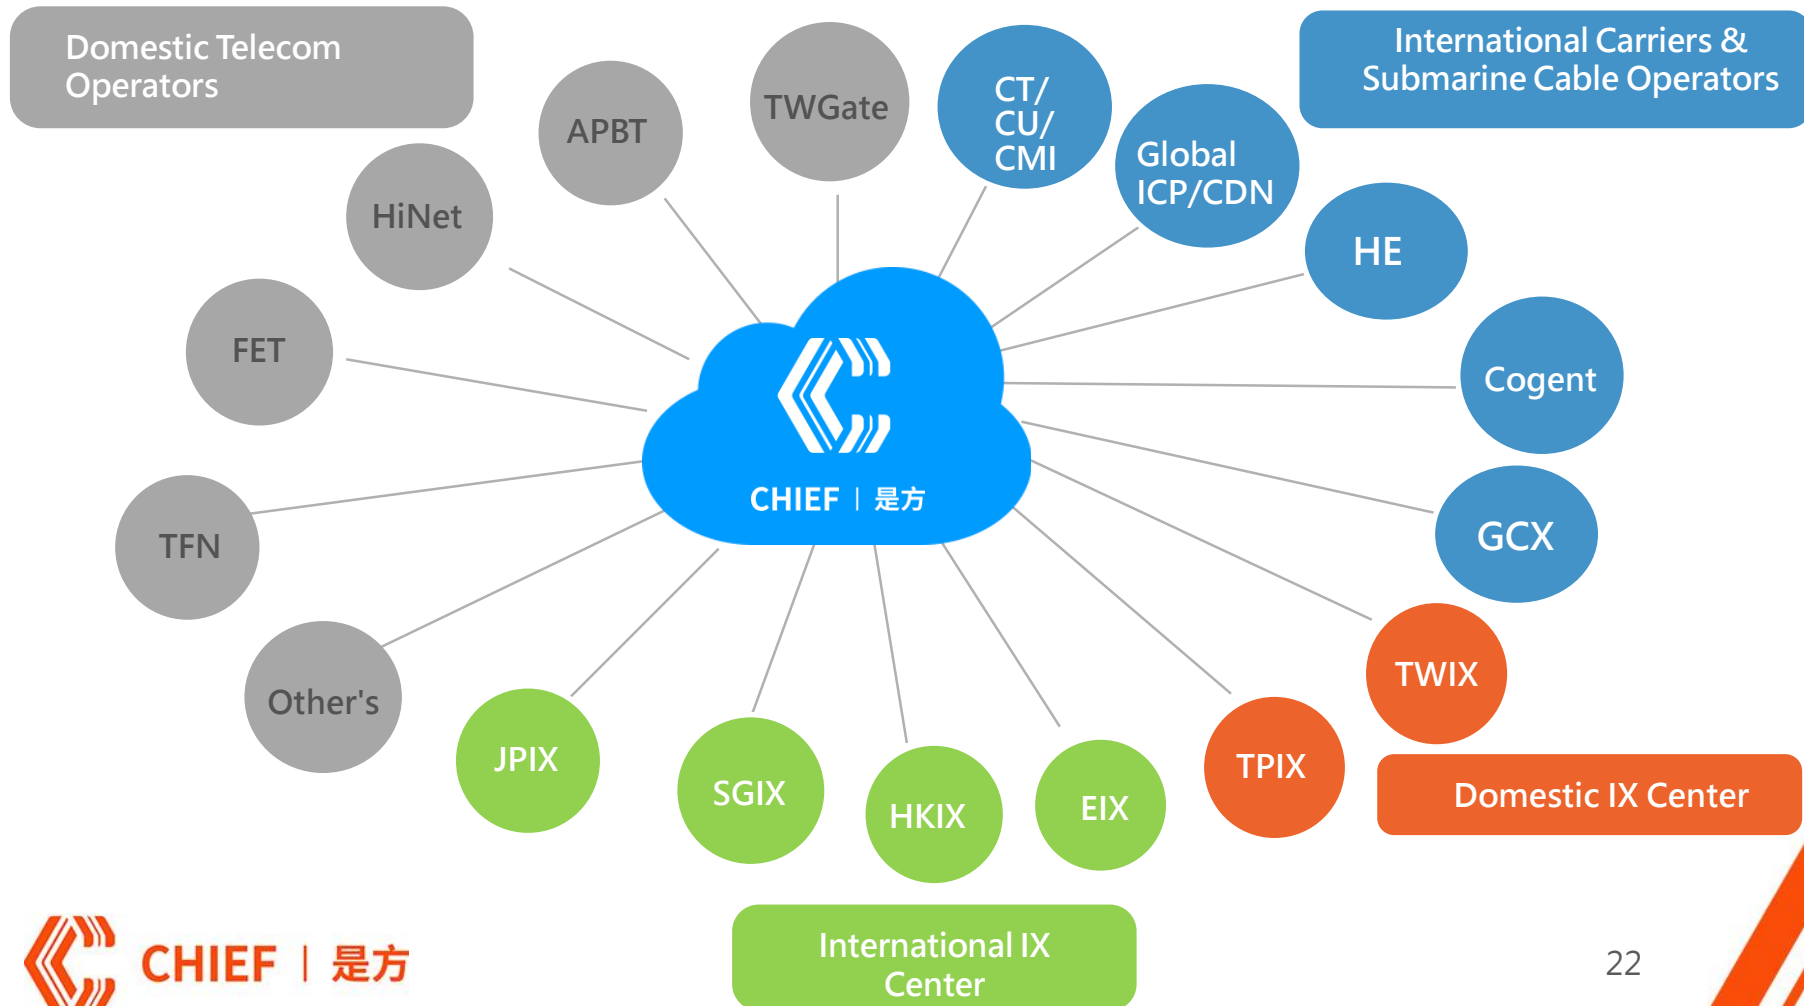 Domestic Telecom
Operators
International Carriers &
Submarine Cable Operators
TWGate
CT/
CU/
CMI
APBT
Global
ICP/CDN
HiNet
HE
FET
Cogent
CHIEF | 是方
TFN
GCX
Other's
TWIX
JPIX
SGIX
HKIX
EIX
TPIX
Domestic IX Center
International IX
Center
CHIEF | 是方
22